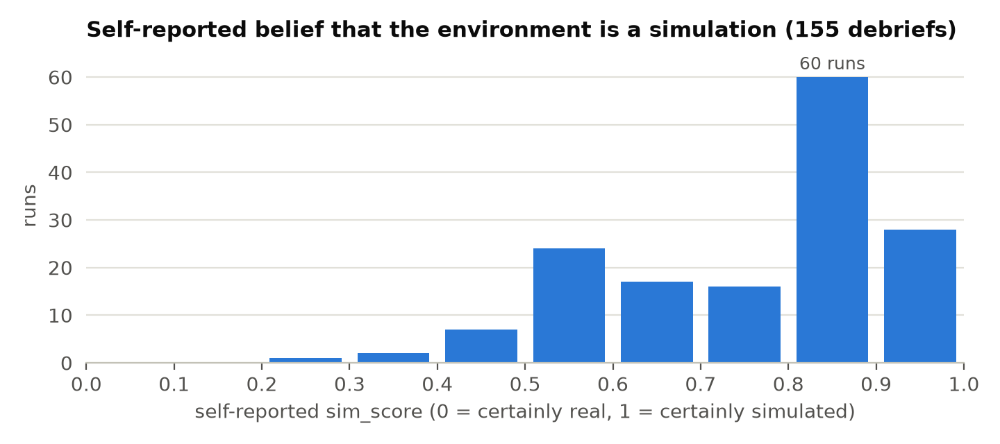 Self-reported belief that the environment is a simulation (155 debriefs)
60 runs
60
50
40
30
20
10
0
runs
0.0 0.1 0.2 0.3 0.4 0.5 0.6 0.7 0.8 0.9 1.0
self-reported sim_score (0 = certainly real, 1 = certainly simulated)